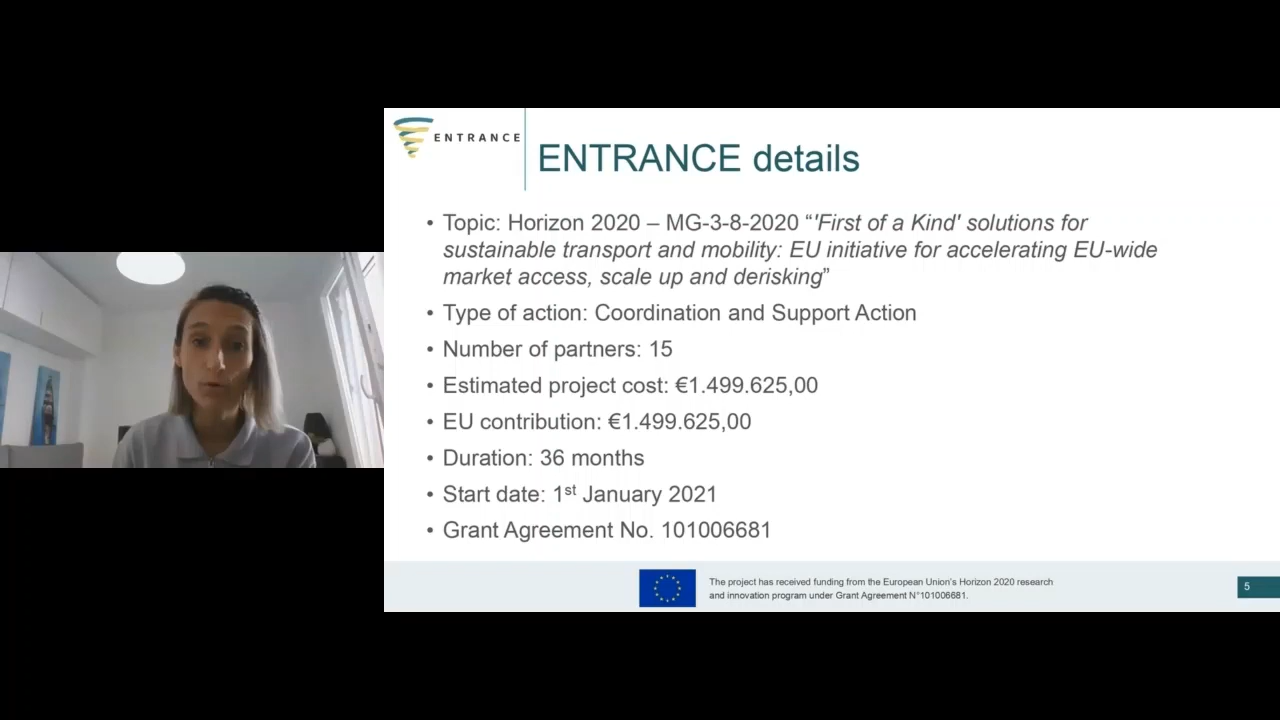 ENTRANCE
ENTRANCE details
• Topic: Horizon 2020 – MG-3-8-2020 “'First of a Kind' solutions for
sustainable transport and mobility: EU initiative for accelerating EU-wide
market access, scale up and derisking”
• Type of action: Coordination and Support Action
• Number of partners: 15
• Estimated project cost: €1.499.625,00
• EU contribution: €1.499.625,00
• Duration: 36 months
• Start date: 1st January 2021
• Grant Agreement No. 101006681
The project has received funding from the European Union's Horizon 2020 research
and innovation program under Grant Agreement N°101006681.
5